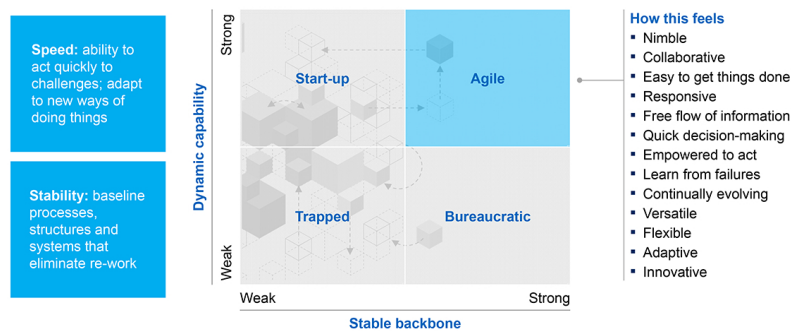 Speed: ability to
act quickly to
challenges; adapt
to new ways of
doing things
Stability: baseline
processes,
structures and
systems that
eliminate re-work
Dynamic capability
Strong
Weak
Start-up
Agile
Trapped
Bureaucratic
Weak
Strong
Stable backbone
How this feels
Nimble
Collaborative
Easy to get things done
Responsive
Free flow of information
Quick decision-making
Empowered to act
Learn from failures
Continually evolving
Versatile
Flexible
Adaptive
Innovative